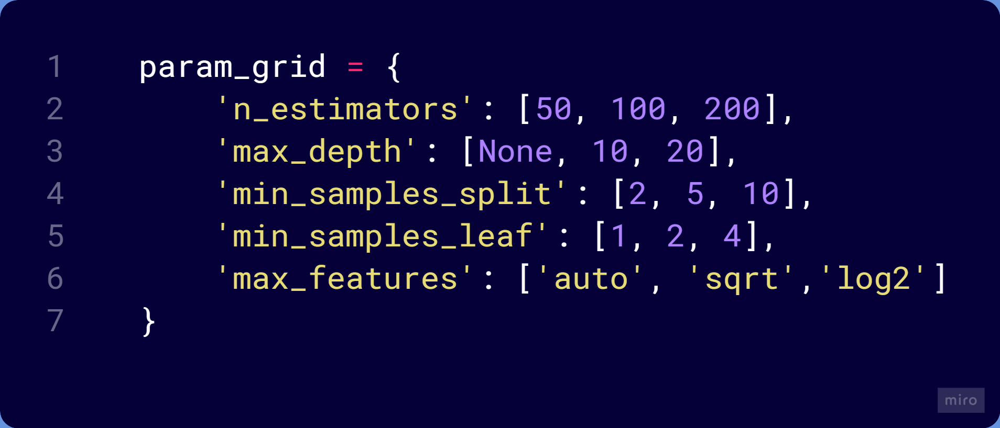 1 param_grid = {
2 'n_estimators': [50, 100, 200],
3 'max_depth': [None, 10, 20],
4 'min_samples_split': [2, 5, 10],
5 'min_samples_leaf': [1, 2, 4],
6 'max_features': ['auto', 'sqrt','log2']
7 }
miro